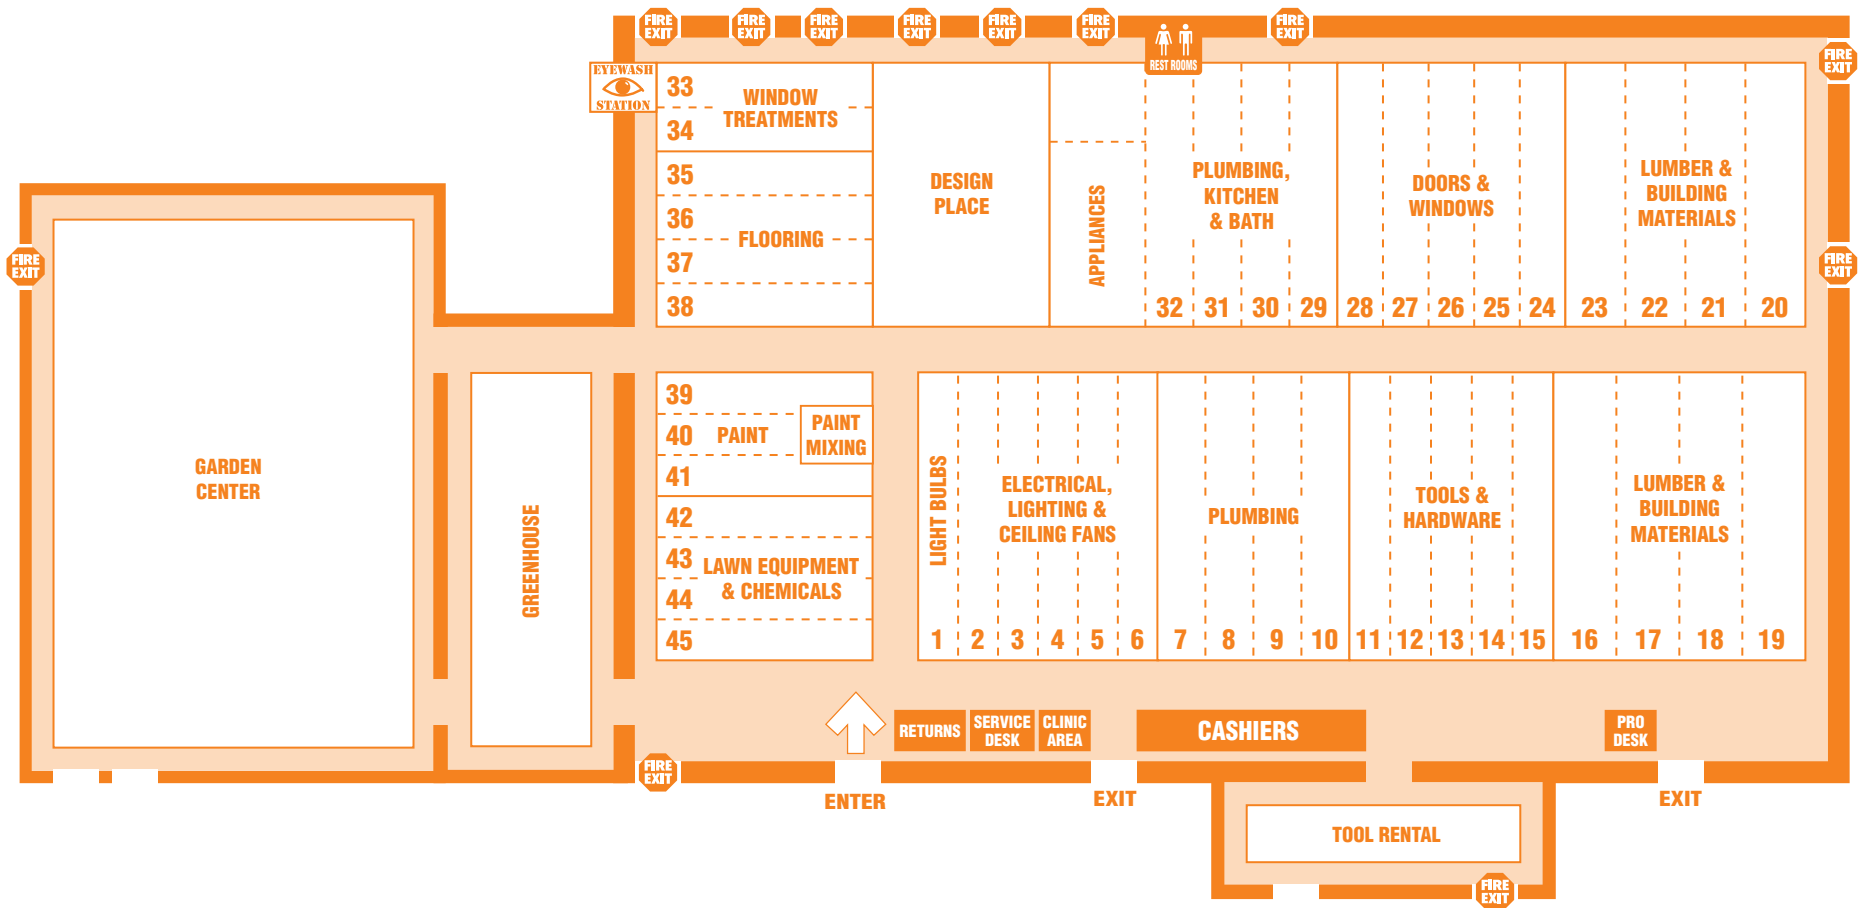 FIRE
EXIT
FIRE
EXIT
FIRE
EXIT
FIRE
EXIT
FIRE
EXIT
FIRE
EXIT
FIRE
EXIT
REST ROOMS
FIRE
EXIT
EYEWASH
STATION
33
34
WINDOW
TREATMENTS
35
36
37
38
FLOORING
DESIGN
PLACE
APPLIANCES
PLUMBING,
KITCHEN
& BATH
32 31 30 29
DOORS &
WINDOWS
28 27 26 25 24
LUMBER &
BUILDING
MATERIALS
23 22 21 20
FIRE
EXIT
FIRE
EXIT
GARDEN
CENTER
GREENHOUSE
39
40
41
PAINT
PAINT
MIXING
42
43
44
45
LAWN EQUIPMENT
& CHEMICALS
LIGHT BULBS
ELECTRICAL,
LIGHTING &
CEILING FANS
1 2 3 4 5 6
PLUMBING
7 8 9 10
TOOLS &
HARDWARE
11 12 13 14 15
LUMBER &
BUILDING
MATERIALS
16 17 18 19
RETURNS
SERVICE
DESK
CLINIC
AREA
CASHIERS
PRO
DESK
FIRE
EXIT
ENTER
EXIT
EXIT
TOOL RENTAL
FIRE
EXIT